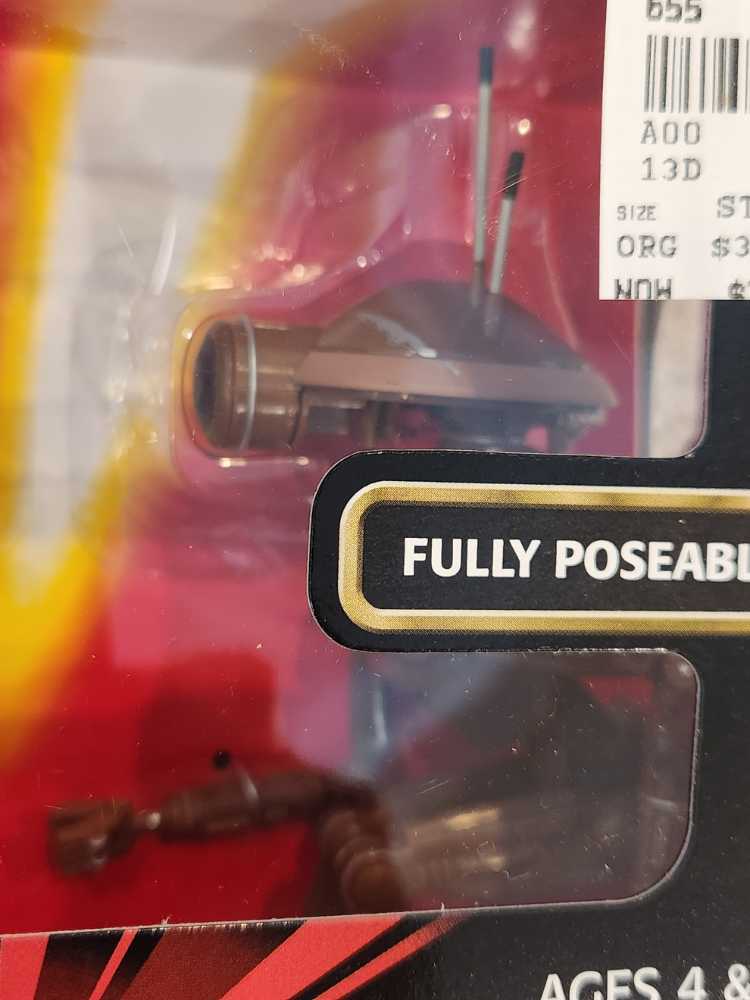 655
A00
13D
SIZE ST
ORG $3
NOW
FULLY POSEABL
AGES 4 &